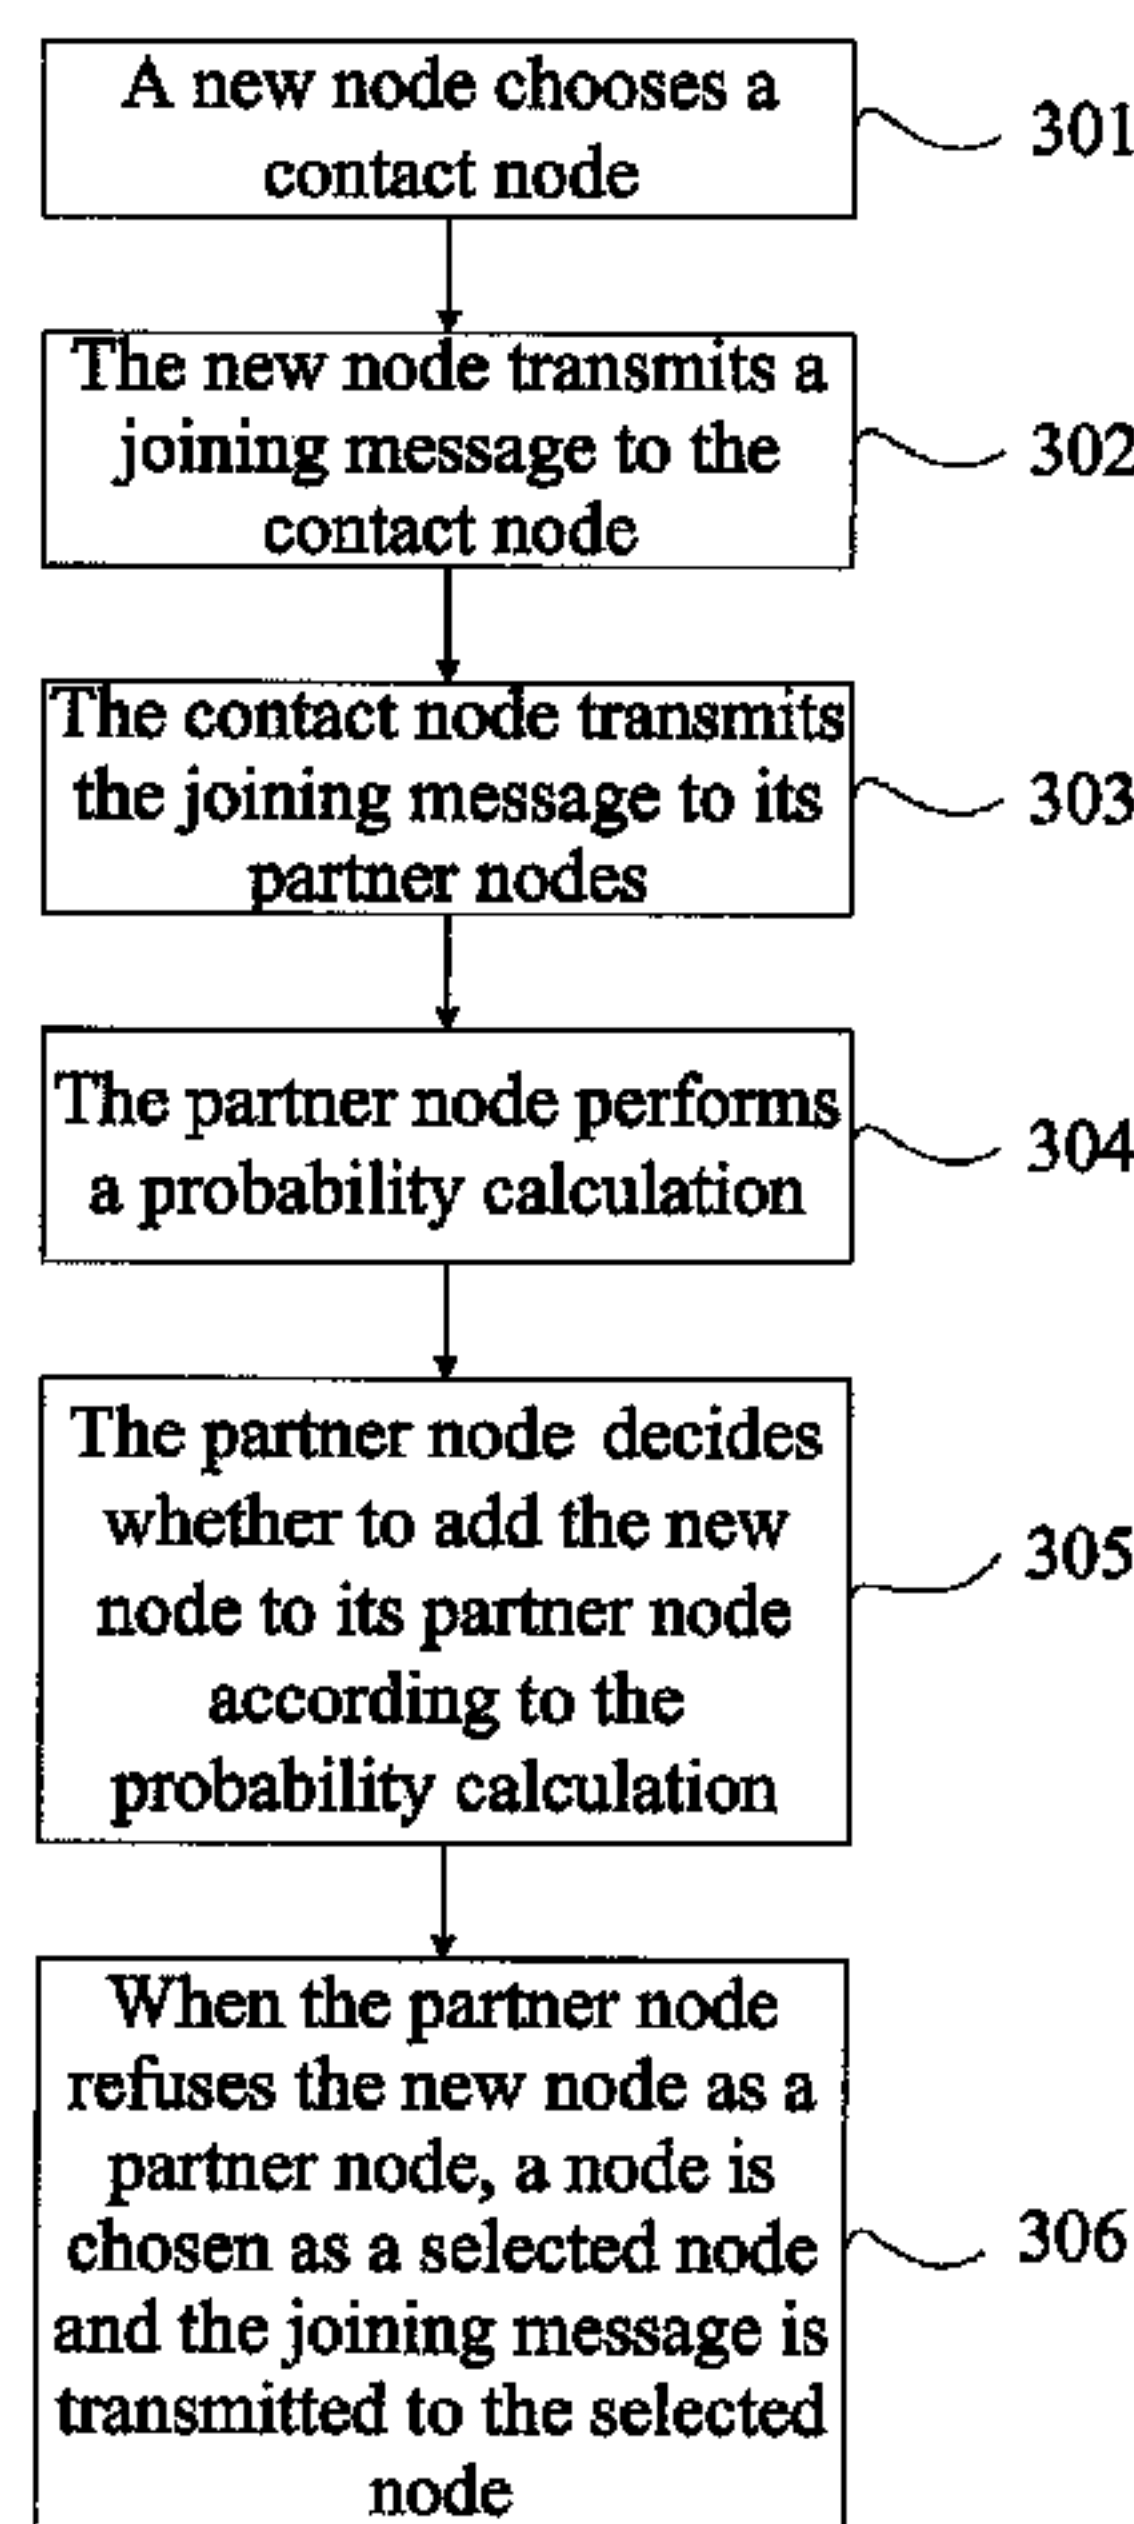 A new node chooses a
contact node
301
The new node transmits a
joining message to the
contact node
302
The contact node transmits
the joining message to its
partner nodes
303
The partner node performs
a probability calculation
304
The partner node decides
whether to add the new
node to its partner node
according to the
probability calculation
305
When the partner node
refuses the new node as a
partner node, a node is
chosen as a selected node
and the joining message is
transmitted to the selected
node
306